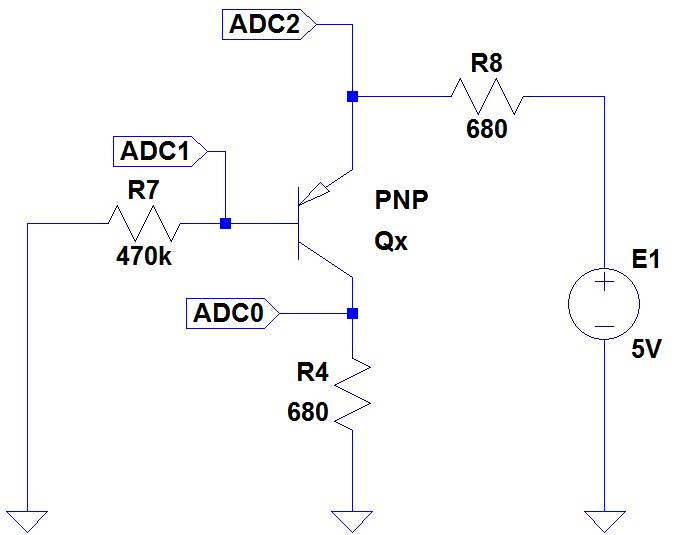 ADC2
R8
680
ADC1
R7
470k
PNP
Qx
E1
5V
ADC0
R4
680